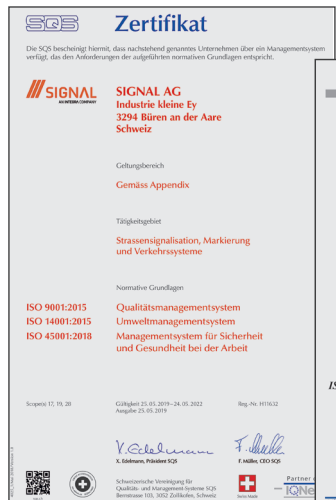 SQS
Zertifikat
Die SQS bescheinigt hiermit, dass nachstehend genanntes Unternehmen über ein Managementsystem
verfügt, das den Anforderungen der aufgeführten normativen Grundlagen entspricht.
SIGNAL
AN INTEGRA COMPANY
SIGNAL AG
Industrie kleine Ey
3294 Büren an der Aare
Schweiz
Geltungsbereich
Gemäss Appendix
Tätigkeitsgebiet
Strassensignalisation, Markierung
und Verkehrssysteme
Normative Grundlagen
ISO 9001:2015 Qualitätsmanagementsystem
ISO 14001:2015 Umweltmanagementsystem
ISO 45001:2018 Managementsystem für Sicherheit
und Gesundheit bei der Arbeit
Scope(s) 17, 19, 28
Gültigkeit 25. 05. 2019–24. 05. 2022
Ausgabe 25. 05. 2019
Reg.-Nr. H11632
X. Edelmann, Präsident SQS
F. Müller, CEO SQS
Schweizerische Vereinigung für
Qualitäts- und Management-Systeme SQS
Bernstrasse 103, 3052 Zollikofen, Schweiz
Swiss Made
Partner
IQNe
IS